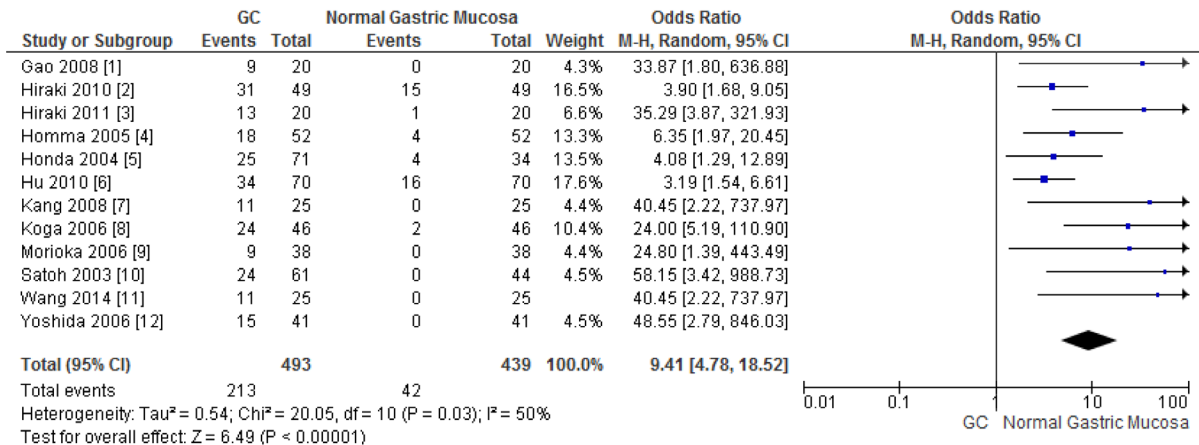 GC Normal Gastric Mucosa Odds Ratio Odds Ratio
Study or Subgroup Events Total Events Total Weight M-H, Random, 95% CI M-H, Random, 95% CI
Gao 2008 [1] 9 20 0 20 4.3% 33.87 [1.80, 636.88]
Hiraki 2010 [2] 31 49 15 49 16.5% 3.90 [1.68, 9.05]
Hiraki 2011 [3] 13 20 1 20 6.6% 35.29 [3.87, 321.93]
Homma 2005 [4] 18 52 4 52 13.3% 6.35 [1.97, 20.45]
Honda 2004 [5] 25 71 4 34 13.5% 4.08 [1.29, 12.89]
Hu 2010 [6] 34 70 16 70 17.6% 3.19 [1.54, 6.61]
Kang 2008 [7] 11 25 0 25 4.4% 40.45 [2.22, 737.97]
Koga 2006 [8] 24 46 2 46 10.4% 24.00 [5.19, 110.90]
Morioka 2006 [9] 9 38 0 38 4.4% 24.80 [1.39, 443.49]
Satoh 2003 [10] 24 61 0 44 4.5% 58.15 [3.42, 988.73]
Wang 2014 [11] 11 25 0 25 40.45 [2.22, 737.97]
Yoshida 2006 [12] 15 41 0 41 4.5% 48.55 [2.79, 846.03]
Total (95% CI) 493 439 100.0% 9.41 [4.78, 18.52]
Total events 213 42
Heterogeneity: Tau² = 0.54; Chi² = 20.05, df = 10 (P = 0.03); I² = 50%
Test for overall effect: Z = 6.49 (P < 0.00001)
0.01 0.1 1 10 100
GC Normal Gastric Mucosa